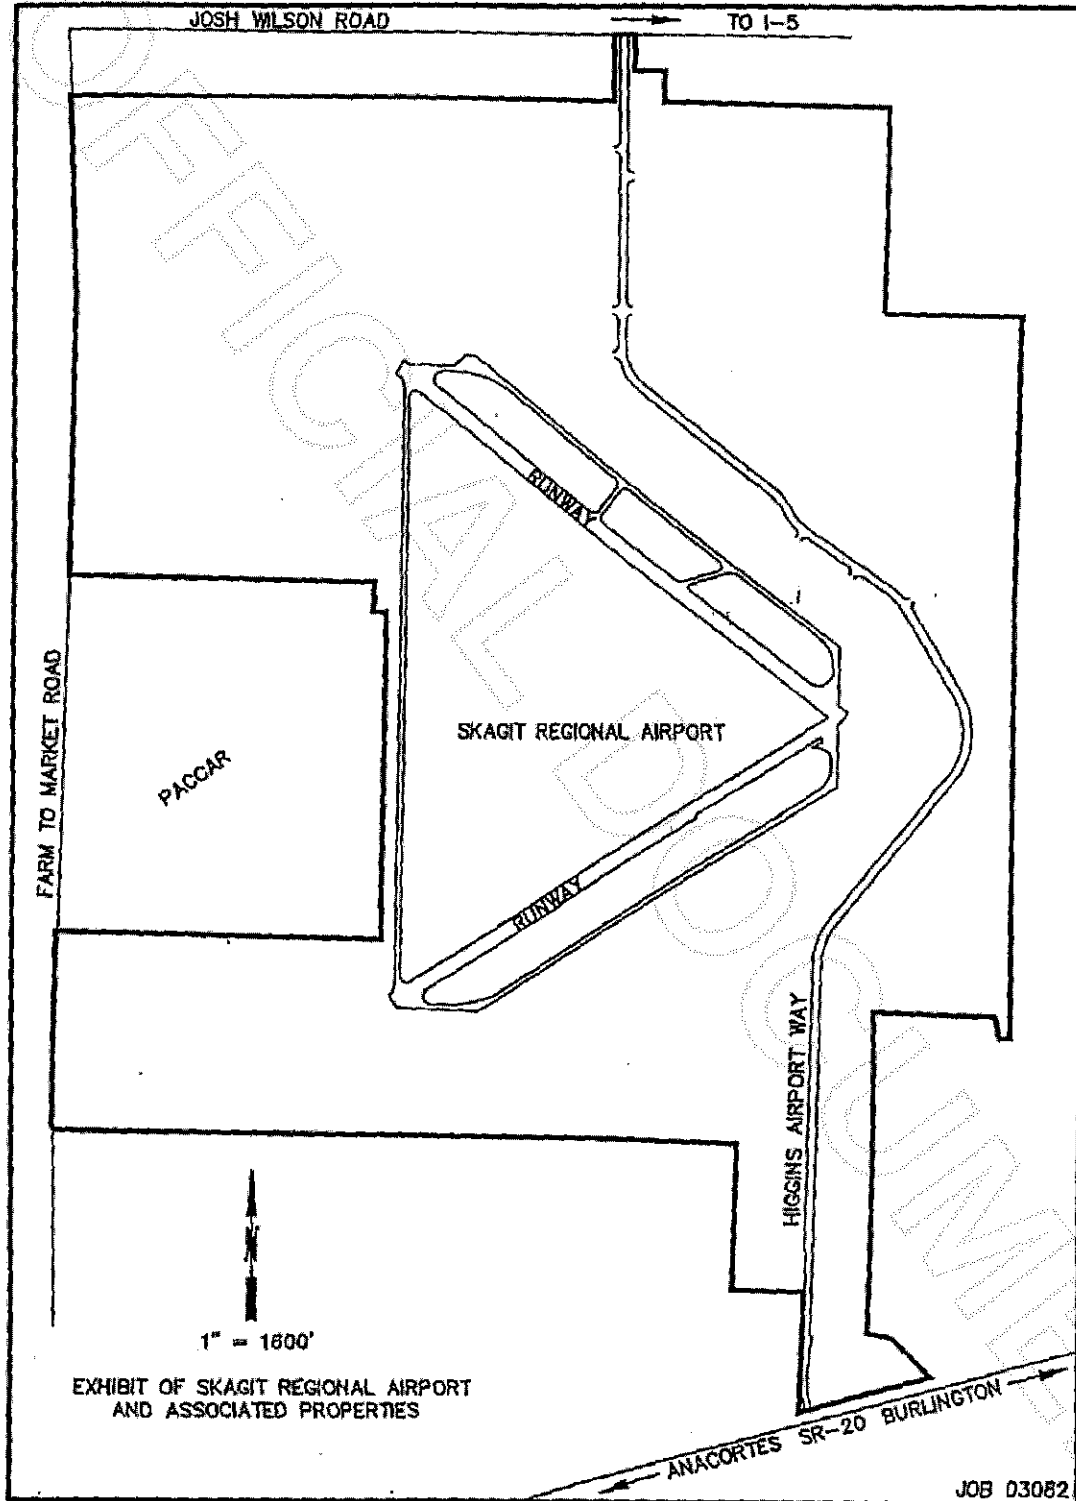 JOSH WILSON ROAD
TO I-5
RUNWAY
SKAGIT REGIONAL AIRPORT
FARM TO MARKET ROAD
PACCAR
RUNWAY
HIGGINS AIRPORT WAY
N
1" = 1600'
EXHIBIT OF SKAGIT REGIONAL AIRPORT
AND ASSOCIATED PROPERTIES
ANACORTES SR-20 BURLINGTON
JOB 03082
OFFICIAL DOCUME